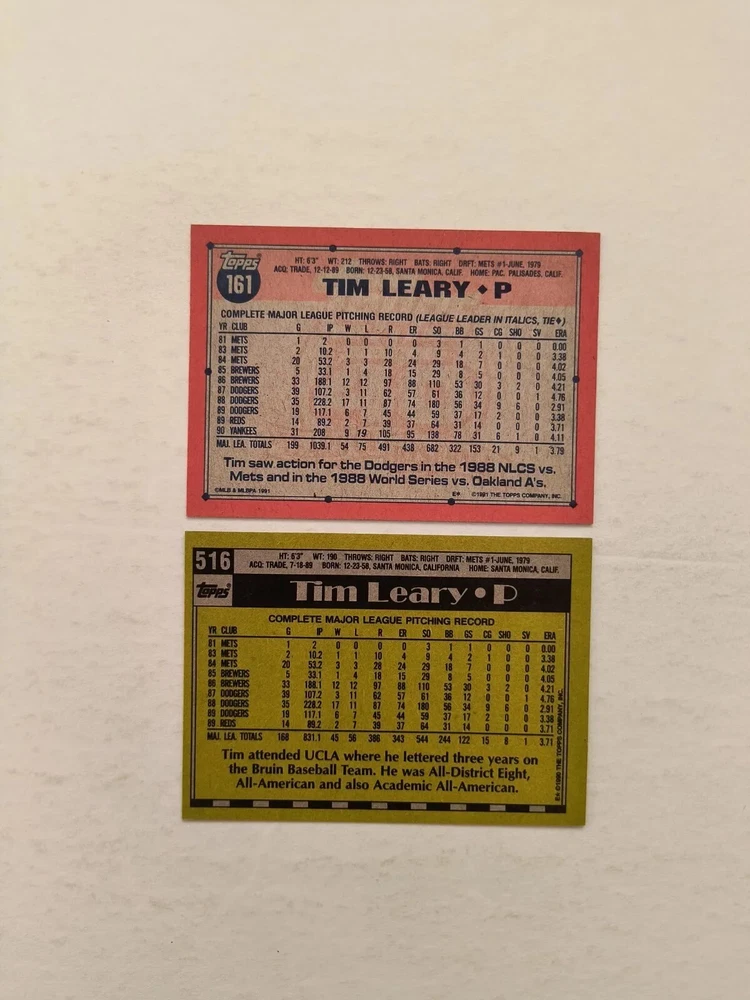 Topps
161
HT: 6'3" WT: 212 THROWS: RIGHT BATS: RIGHT DRFT: METS #1-JUNE, 1979
ACQ: TRADE, 12-12-89 BORN: 12-23-58, SANTA MONICA, CALIF. HOME: PAC. PALISADES, CALIF.
TIM LEARY • P
COMPLETE MAJOR LEAGUE PITCHING RECORD (LEAGUE LEADER IN ITALICS, TIE♦)
YR CLUB G IP W L R ER SO BB GS CG SHO SV ERA
81 METS 1 2 0 0 0 0 3 1 1 0 0 0 0.00
83 METS 2 10.2 1 1 10 4 9 4 2 1 0 0 3.38
84 METS 20 53.2 3 3 28 24 29 18 7 0 0 0 4.02
85 BREWERS 5 33.1 1 4 18 15 29 8 5 0 0 0 4.05
86 BREWERS 33 188.1 12 12 97 88 110 53 30 3 2 0 4.21
87 DODGERS 39 107.2 3 11 62 57 61 36 12 0 0 1 4.76
88 DODGERS 35 228.2 17 11 87 74 180 56 34 9 6 0 2.91
89 DODGERS 19 117.1 6 7 45 44 59 37 17 2 0 0 3.38
89 REDS 14 89.2 2 7 39 37 64 31 14 0 0 0 3.71
90 YANKEES 31 208 9 19 105 95 138 78 31 6 1 0 4.11
MAJ. LEA. TOTALS 199 1039.1 54 75 491 438 682 322 153 21 9 1 3.79
Tim saw action for the Dodgers in the 1988 NLCS vs.
Mets and in the 1988 World Series vs. Oakland A's.
©MLB & MLBPA 1991 E♦ ©1991 THE TOPPS COMPANY, INC.
516
Topps
HT: 6'3" WT: 190 THROWS: RIGHT BATS: RIGHT DRFT: METS #1-JUNE, 1979
ACQ: TRADE, 7-18-89 BORN: 12-23-58, SANTA MONICA, CALIFORNIA HOME: SANTA MONICA, CALIF.
Tim Leary • P
COMPLETE MAJOR LEAGUE PITCHING RECORD
YR CLUB G IP W L R ER SO BB GS CG SHO SV ERA
81 METS 1 2 0 0 0 0 3 1 1 0 0 0 0.00
83 METS 2 10.2 1 1 10 4 9 4 2 1 0 0 3.38
84 METS 20 53.2 3 3 28 24 29 18 7 0 0 0 4.02
85 BREWERS 5 33.1 1 4 18 15 29 8 5 0 0 0 4.05
86 BREWERS 33 188.1 12 12 97 88 110 53 30 3 2 0 4.21
87 DODGERS 39 107.2 3 11 62 57 61 36 12 0 0 1 4.76
88 DODGERS 35 228.2 17 11 87 74 180 56 34 9 6 0 2.91
89 DODGERS 19 117.1 6 7 45 44 59 37 17 2 0 0 3.38
89 REDS 14 89.2 2 7 39 37 64 31 14 0 0 0 3.71
MAJ. LEA. TOTALS 168 831.1 45 56 386 343 544 244 122 15 8 1 3.71
Tim attended UCLA where he lettered three years on
the Bruin Baseball Team. He was All-District Eight,
All-American and also Academic All-American.
©1990 THE TOPPS COMPANY, INC.